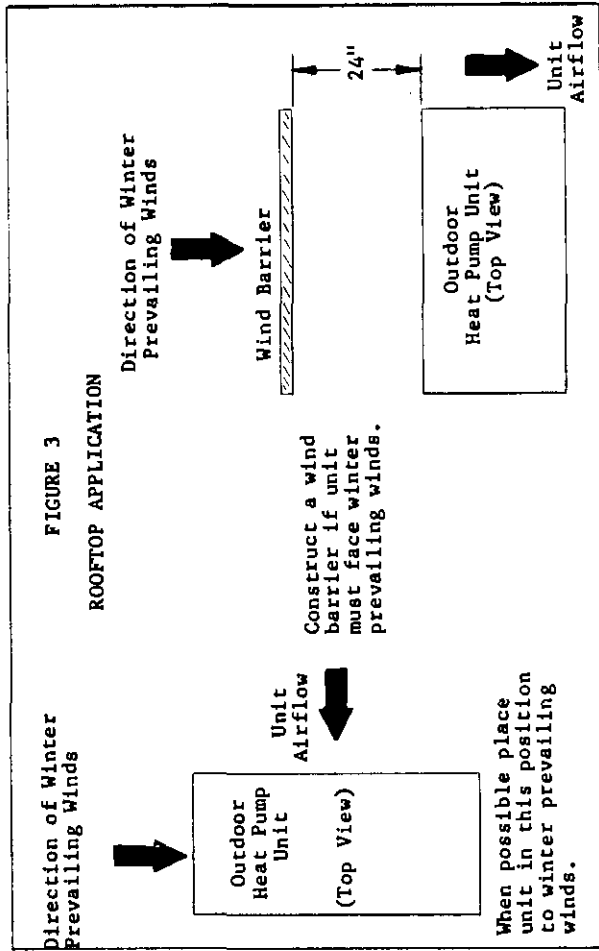 FIGURE 3
ROOFTOP APPLICATION
Direction of Winter
Prevailing Winds
Outdoor
Heat Pump
Unit
(Top View)
Unit
Airflow
When possible place
unit in this position
to winter prevailing
winds.
Construct a wind
barrier if unit
must face winter
prevailing winds.
Direction of Winter
Prevailing Winds
Wind Barrier
24"
Outdoor
Heat Pump Unit
(Top View)
Unit
Airflow